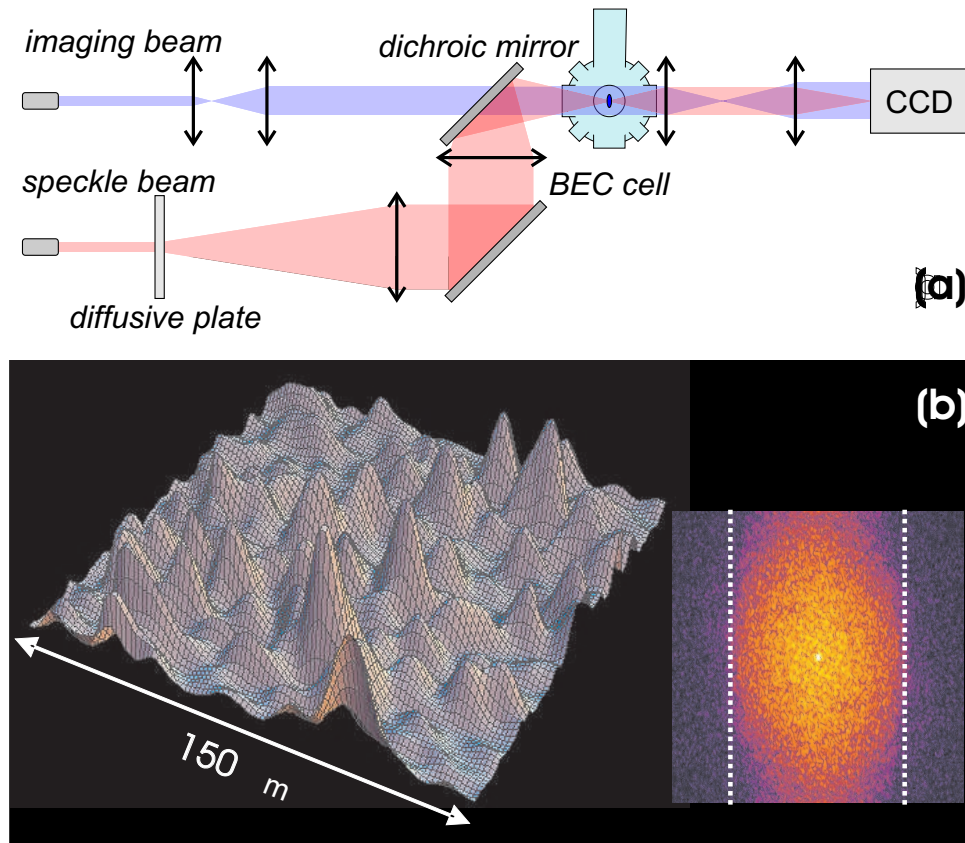 imaging beam
dichroic mirror
CCD
speckle beam
BEC cell
diffusive plate
(a)
(b)
150 m